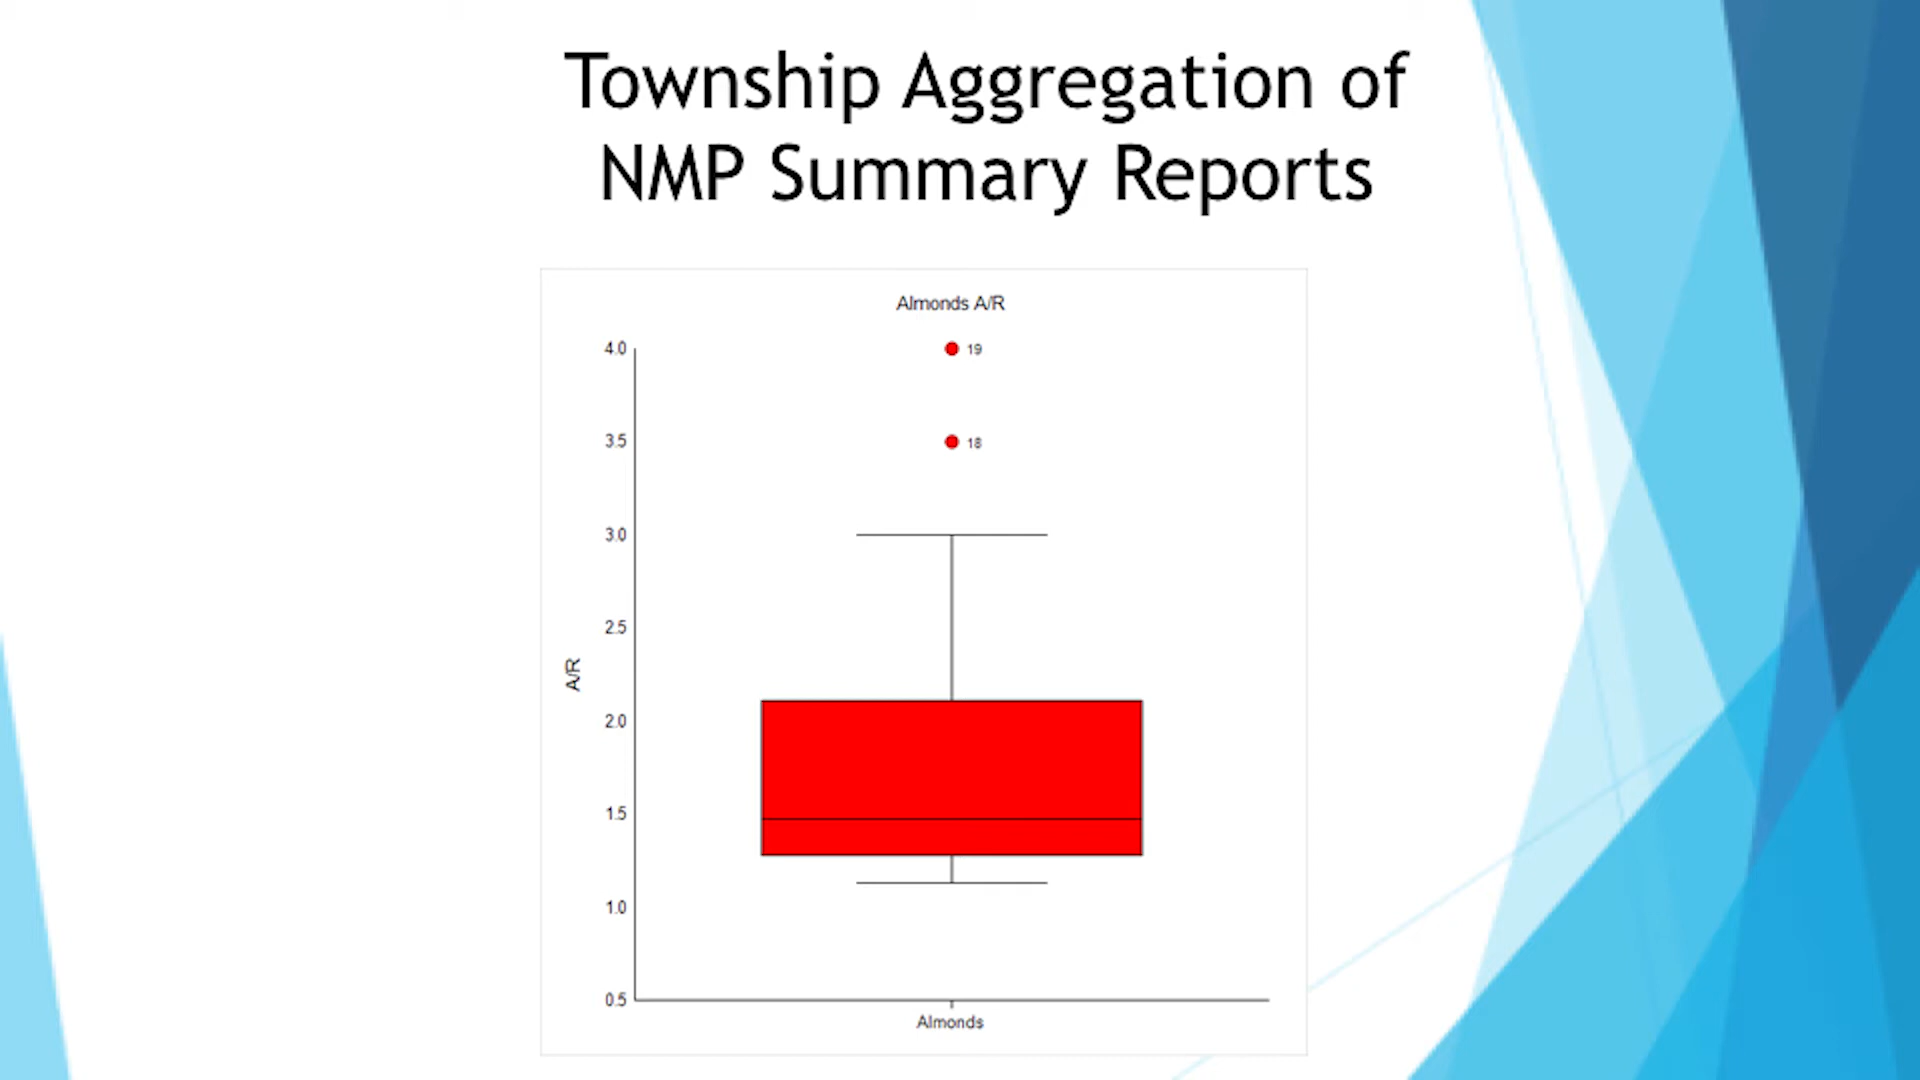 Township Aggregation of
NMP Summary Reports
Almonds A/R
4.0
19
3.5
18
3.0
2.5
A/R
2.0
1.5
1.0
0.5
Almonds